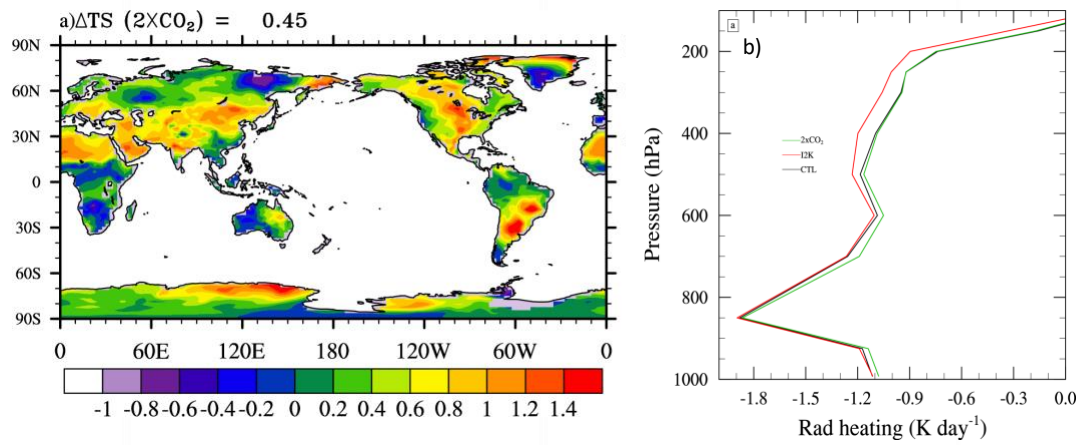 a)ΔTS (2XCO₂) = 0.45
90N
60N
30N
0
30S
60S
90S
0 60E 120E 180 120W 60W 0
-1 -0.8 -0.6 -0.4 -0.2 0 0.2 0.4 0.6 0.8 1 1.2 1.4
a
b)
200
400
600
800
1000
Pressure (hPa)
2xCO₂
I2K
CTL
-1.8 -1.5 -1.2 -0.9 -0.6 -0.3 0.0
Rad heating (K day⁻¹)